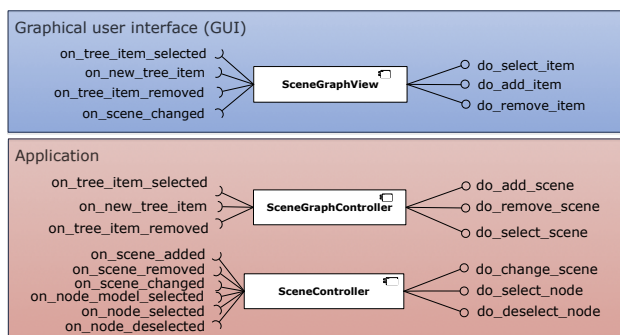 Graphical user interface (GUI)
on_tree_item_selected
on_new_tree_item
on_tree_item_removed
on_scene_changed
SceneGraphView
do_select_item
do_add_item
do_remove_item
Application
on_tree_item_selected
on_new_tree_item
on_tree_item_removed
SceneGraphController
do_add_scene
do_remove_scene
do_select_scene
on_scene_added
on_scene_removed
on_scene_changed
on_node_model_selected
on_node_selected
on_node_deselected
SceneController
do_change_scene
do_select_node
do_deselect_node